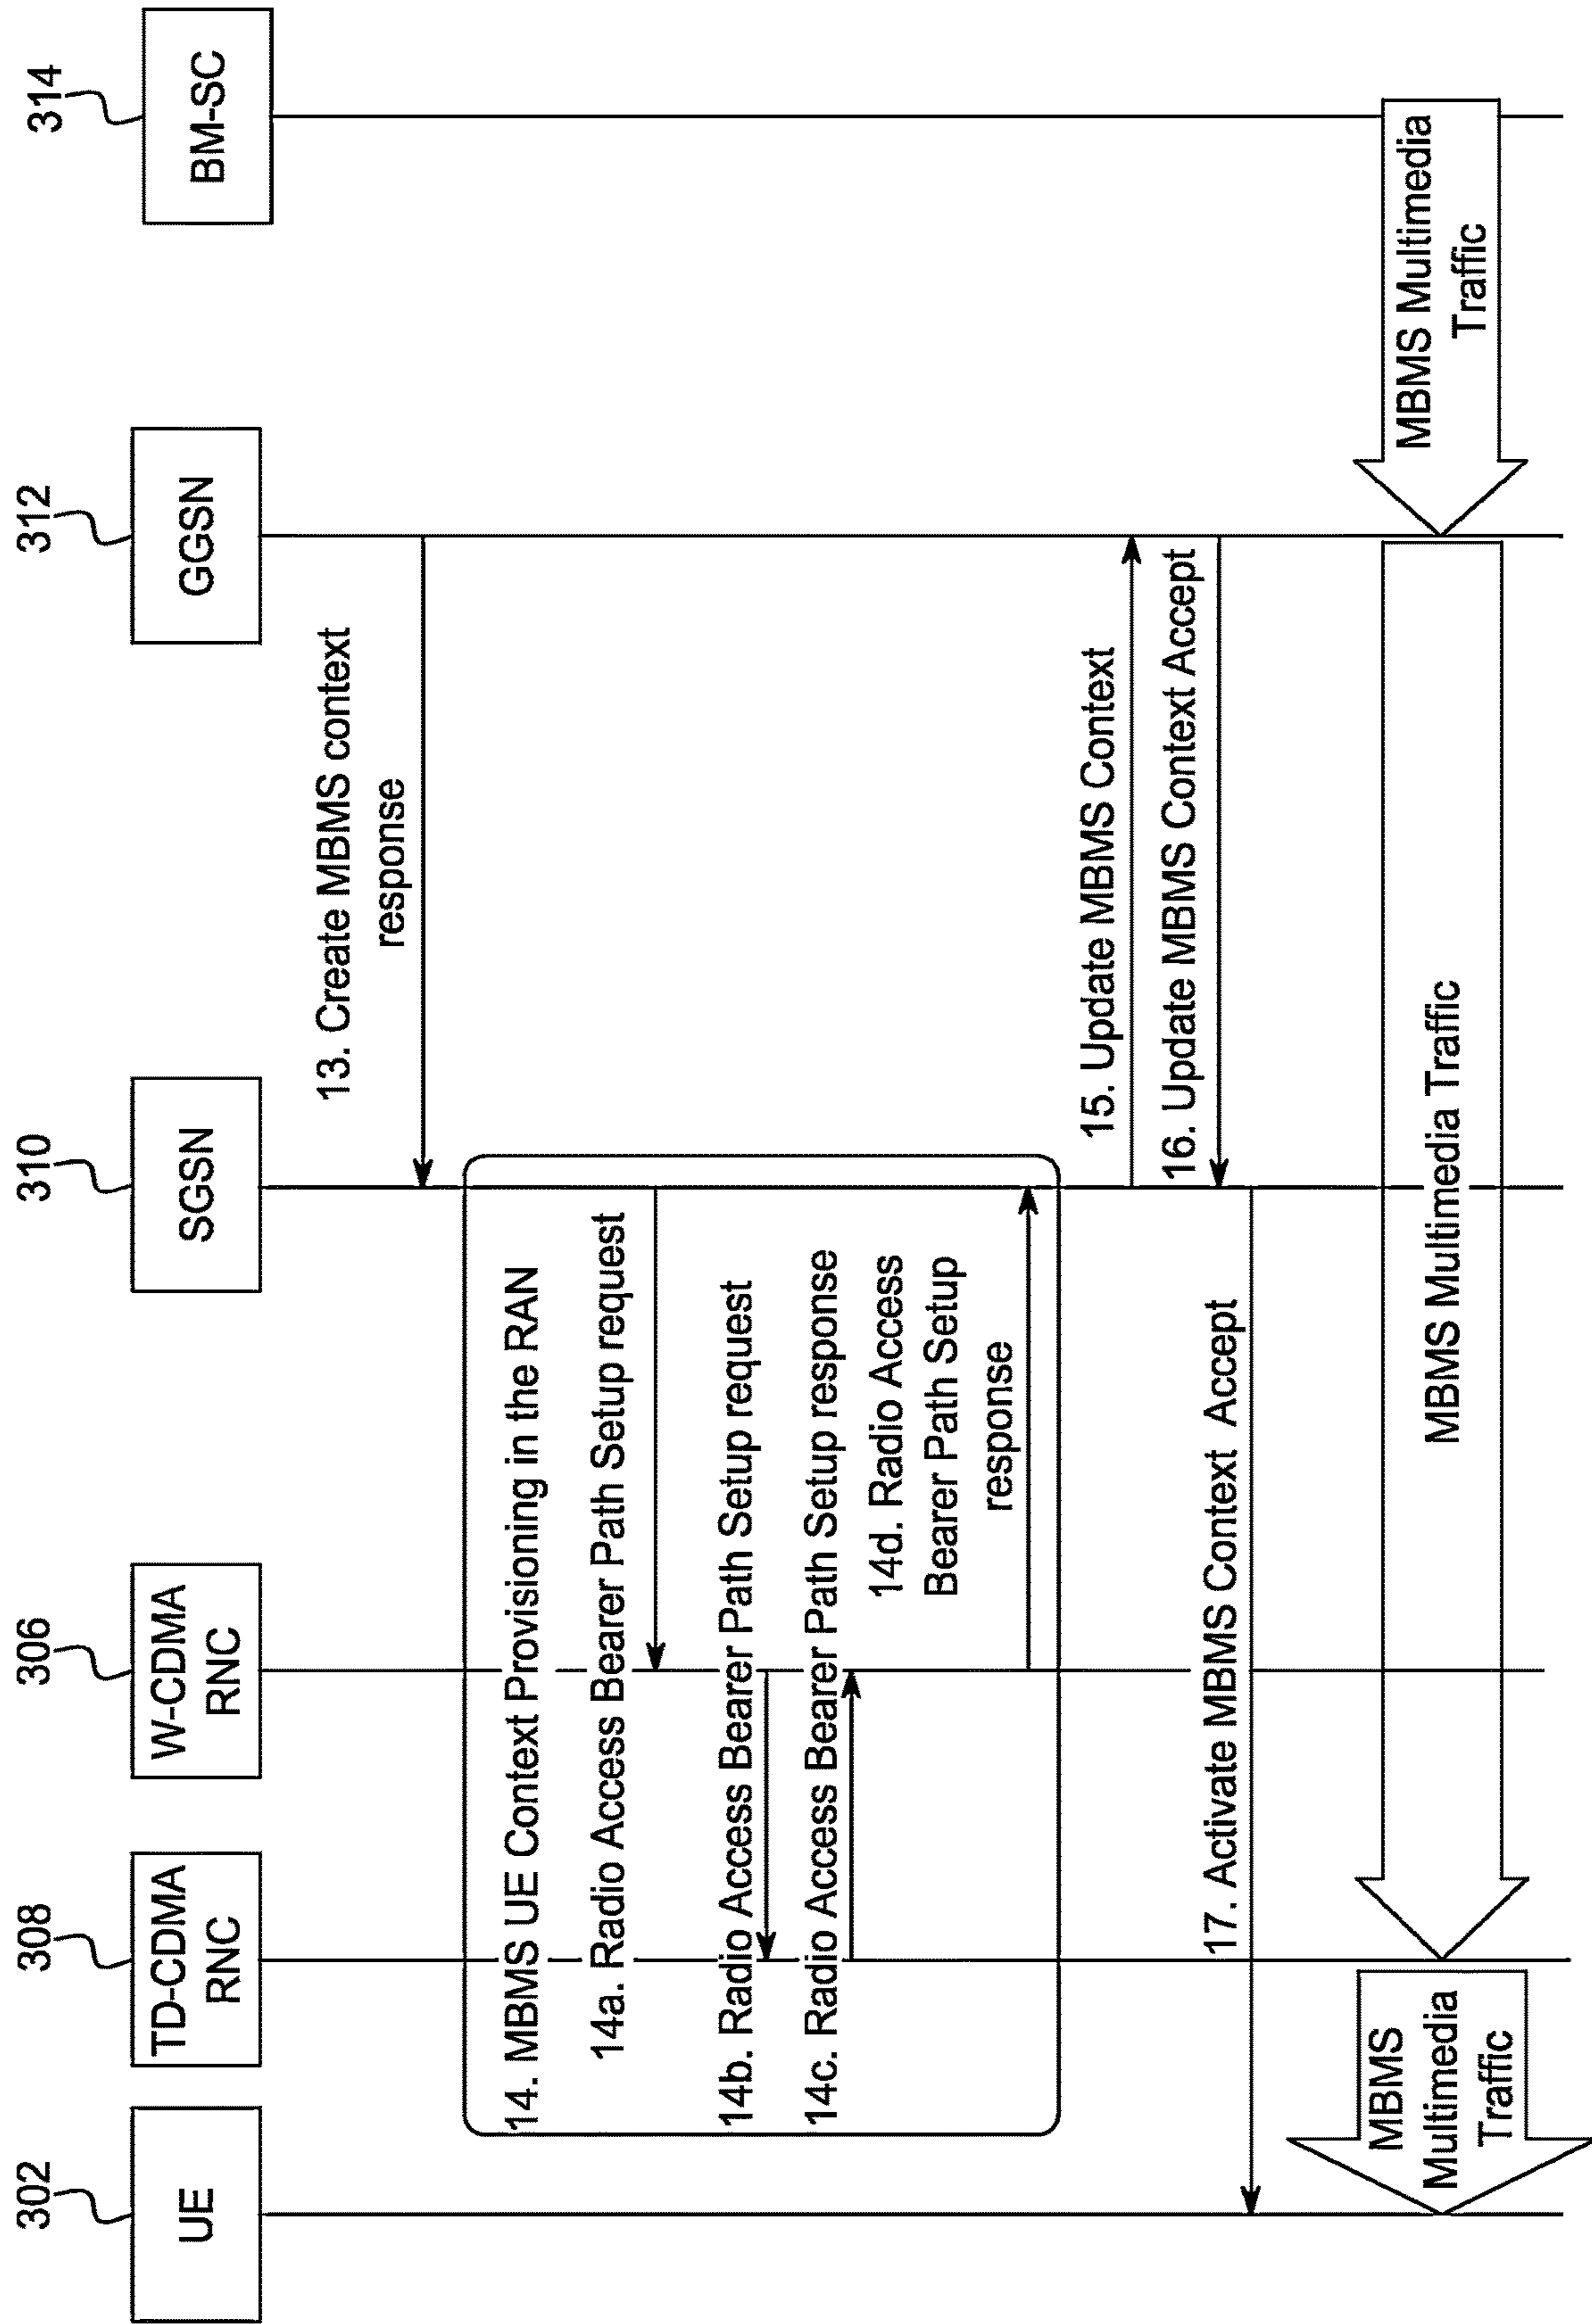 302
308
306
310
312
314
UE
TD-CDMA
RNC
W-CDMA
RNC
SGSN
GGSN
BM-SC
13. Create MBMS context
response
14. MBMS UE Context Provisioning in the RAN
14a. Radio Access Bearer Path Setup request
14b. Radio Access Bearer Path Setup request
14c. Radio Access Bearer Path Setup response
14d. Radio Access
Bearer Path Setup
response
15. Update MBMS Context
16. Update MBMS Context Accept
17. Activate MBMS Context Accept
MBMS
Multimedia
Traffic
MBMS Multimedia Traffic
MBMS Multimedia
Traffic